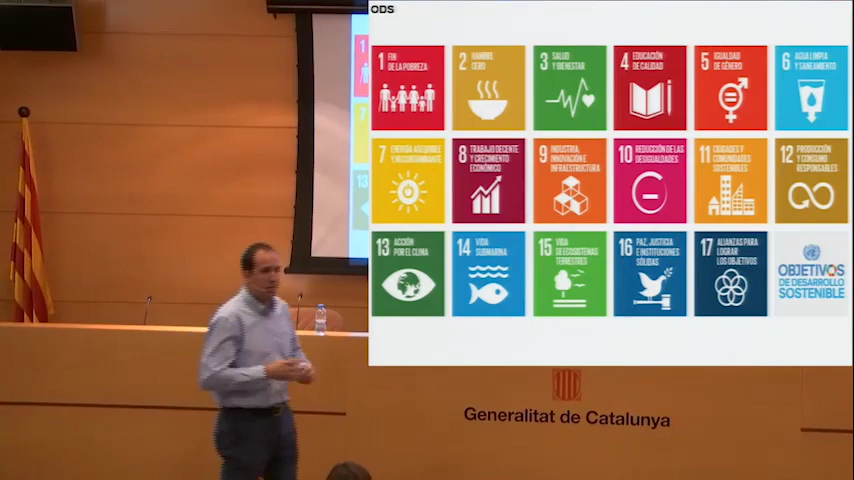 ODS
1 FIN
DE LA POBREZA
2 HAMBRE
CERO
3 SALUD
Y BIENESTAR
4 EDUCACIÓN
DE CALIDAD
5 IGUALDAD
DE GÉNERO
6 AGUA LIMPIA
Y SANEAMIENTO
7 ENERGÍA ASEQUIBLE
Y NO CONTAMINANTE
8 TRABAJO DECENTE
Y CRECIMIENTO
ECONÓMICO
9 INDUSTRIA,
INNOVACIÓN E
INFRAESTRUCTURA
10 REDUCCIÓN DE LAS
DESIGUALDADES
11 CIUDADES Y
COMUNIDADES
SOSTENIBLES
12 PRODUCCIÓN
Y CONSUMO
RESPONSABLES
13 ACCIÓN
POR EL CLIMA
14 VIDA
SUBMARINA
15 VIDA
DE ECOSISTEMAS
TERRESTRES
16 PAZ, JUSTICIA
E INSTITUCIONES
SÓLIDAS
17 ALIANZAS PARA
LOGRAR
LOS OBJETIVOS
OBJETIVOS
DE DESARROLLO
SOSTENIBLE
1
7
13
Generalitat de Catalunya